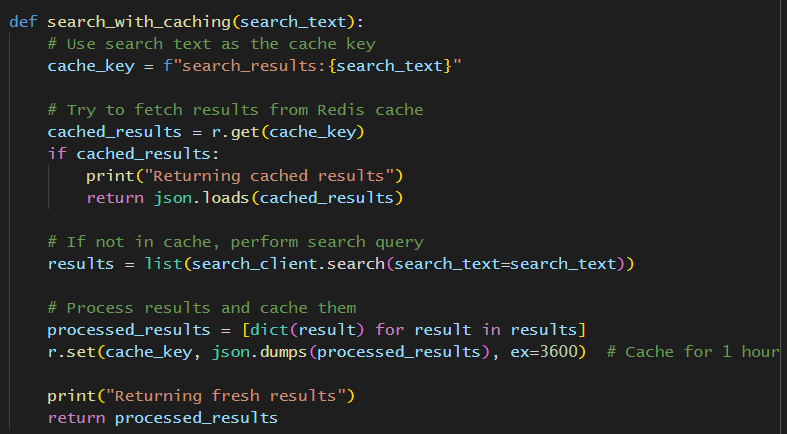 def search_with_caching(search_text):
    # Use search text as the cache key
    cache_key = f"search_results:{search_text}"

    # Try to fetch results from Redis cache
    cached_results = r.get(cache_key)
    if cached_results:
        print("Returning cached results")
        return json.loads(cached_results)

    # If not in cache, perform search query
    results = list(search_client.search(search_text=search_text))

    # Process results and cache them
    processed_results = [dict(result) for result in results]
    r.set(cache_key, json.dumps(processed_results), ex=3600)  # Cache for 1 hour

    print("Returning fresh results")
    return processed_results